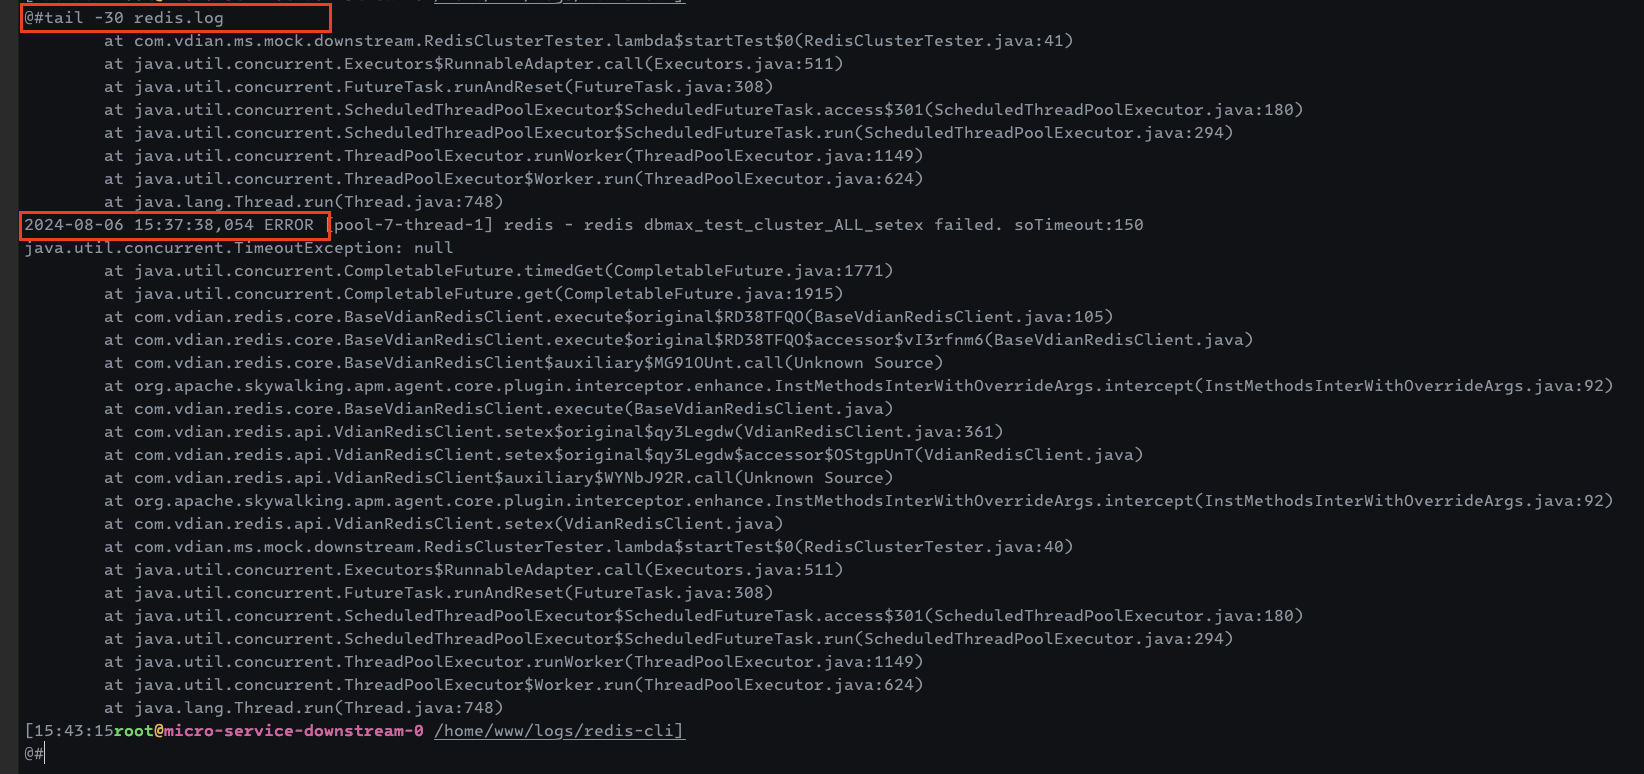 @#tail -30 redis.log
at com.vdian.ms.mock.downstream.RedisClusterTester.lambda$startTest$0(RedisClusterTester.java:41)
at java.util.concurrent.Executors$RunnableAdapter.call(Executors.java:511)
at java.util.concurrent.FutureTask.runAndReset(FutureTask.java:308)
at java.util.concurrent.ScheduledThreadPoolExecutor$ScheduledFutureTask.access$301(ScheduledThreadPoolExecutor.java:180)
at java.util.concurrent.ScheduledThreadPoolExecutor$ScheduledFutureTask.run(ScheduledThreadPoolExecutor.java:294)
at java.util.concurrent.ThreadPoolExecutor.runWorker(ThreadPoolExecutor.java:1149)
at java.util.concurrent.ThreadPoolExecutor$Worker.run(ThreadPoolExecutor.java:624)
at java.lang.Thread.run(Thread.java:748)
2024-08-06 15:37:38,054 ERROR [pool-7-thread-1] redis - redis dbmax_test_cluster_ALL_setex failed. soTimeout:150
java.util.concurrent.TimeoutException: null
at java.util.concurrent.CompletableFuture.timedGet(CompletableFuture.java:1771)
at java.util.concurrent.CompletableFuture.get(CompletableFuture.java:1915)
at com.vdian.redis.core.BaseVdianRedisClient.execute$original$RD38TFQO(BaseVdianRedisClient.java:105)
at com.vdian.redis.core.BaseVdianRedisClient.execute$original$RD38TFQO$accessor$vI3rfnm6(BaseVdianRedisClient.java)
at com.vdian.redis.core.BaseVdianRedisClient$auxiliary$MG91OUnt.call(Unknown Source)
at org.apache.skywalking.apm.agent.core.plugin.interceptor.enhance.InstMethodsInterWithOverrideArgs.intercept(InstMethodsInterWithOverrideArgs.java:92)
at com.vdian.redis.core.BaseVdianRedisClient.execute(BaseVdianRedisClient.java)
at com.vdian.redis.api.VdianRedisClient.setex$original$qy3Legdw(VdianRedisClient.java:361)
at com.vdian.redis.api.VdianRedisClient.setex$original$qy3Legdw$accessor$OStgpUnT(VdianRedisClient.java)
at com.vdian.redis.api.VdianRedisClient$auxiliary$WYNbJ92R.call(Unknown Source)
at org.apache.skywalking.apm.agent.core.plugin.interceptor.enhance.InstMethodsInterWithOverrideArgs.intercept(InstMethodsInterWithOverrideArgs.java:92)
at com.vdian.redis.api.VdianRedisClient.setex(VdianRedisClient.java)
at com.vdian.ms.mock.downstream.RedisClusterTester.lambda$startTest$0(RedisClusterTester.java:40)
at java.util.concurrent.Executors$RunnableAdapter.call(Executors.java:511)
at java.util.concurrent.FutureTask.runAndReset(FutureTask.java:308)
at java.util.concurrent.ScheduledThreadPoolExecutor$ScheduledFutureTask.access$301(ScheduledThreadPoolExecutor.java:180)
at java.util.concurrent.ScheduledThreadPoolExecutor$ScheduledFutureTask.run(ScheduledThreadPoolExecutor.java:294)
at java.util.concurrent.ThreadPoolExecutor.runWorker(ThreadPoolExecutor.java:1149)
at java.util.concurrent.ThreadPoolExecutor$Worker.run(ThreadPoolExecutor.java:624)
at java.lang.Thread.run(Thread.java:748)
[15:43:15root@micro-service-downstream-0 /home/www/logs/redis-cli]
@#